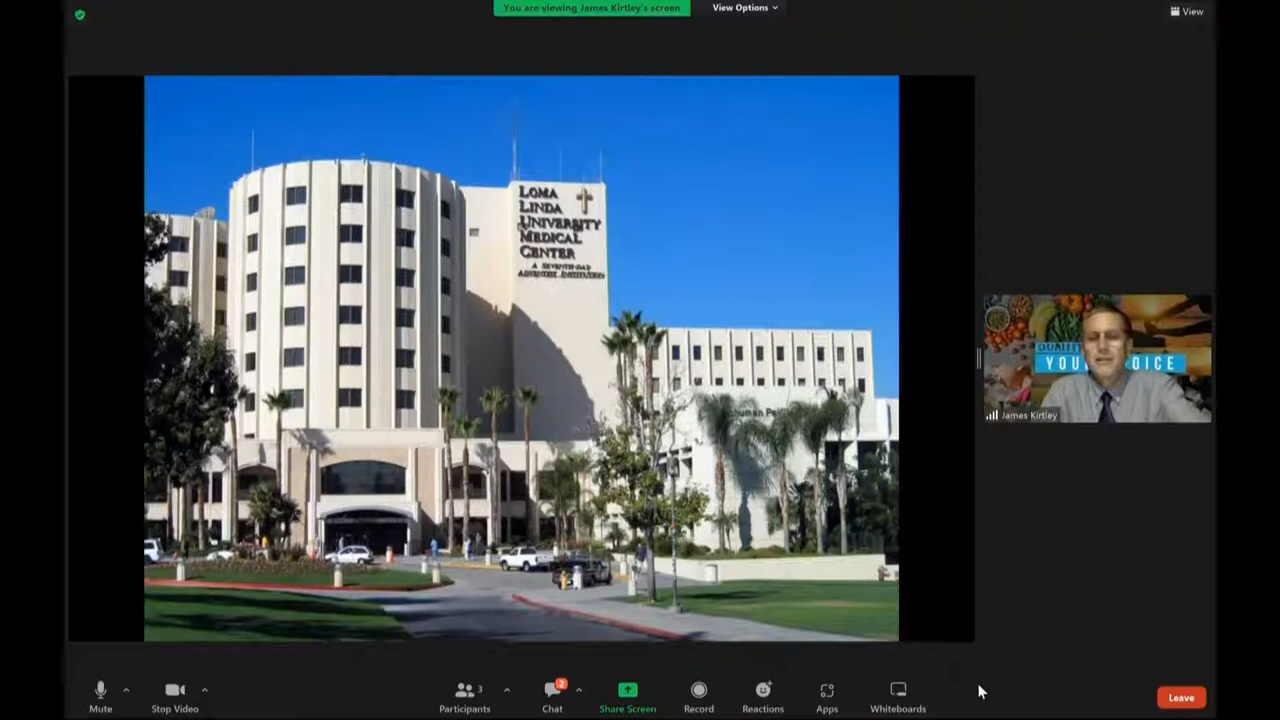 You are viewing James Kirtley's screen
View Options
View
LOMA
LINDA
UNIVERSITY
MEDICAL
CENTER
A SEVENTH-DAY
ADVENTIST INSTITUTION
YOU OICE
James Kirtley
Mute
Stop Video
Participants
3
Chat
2
Share Screen
Record
Reactions
Apps
Whiteboards
Leave